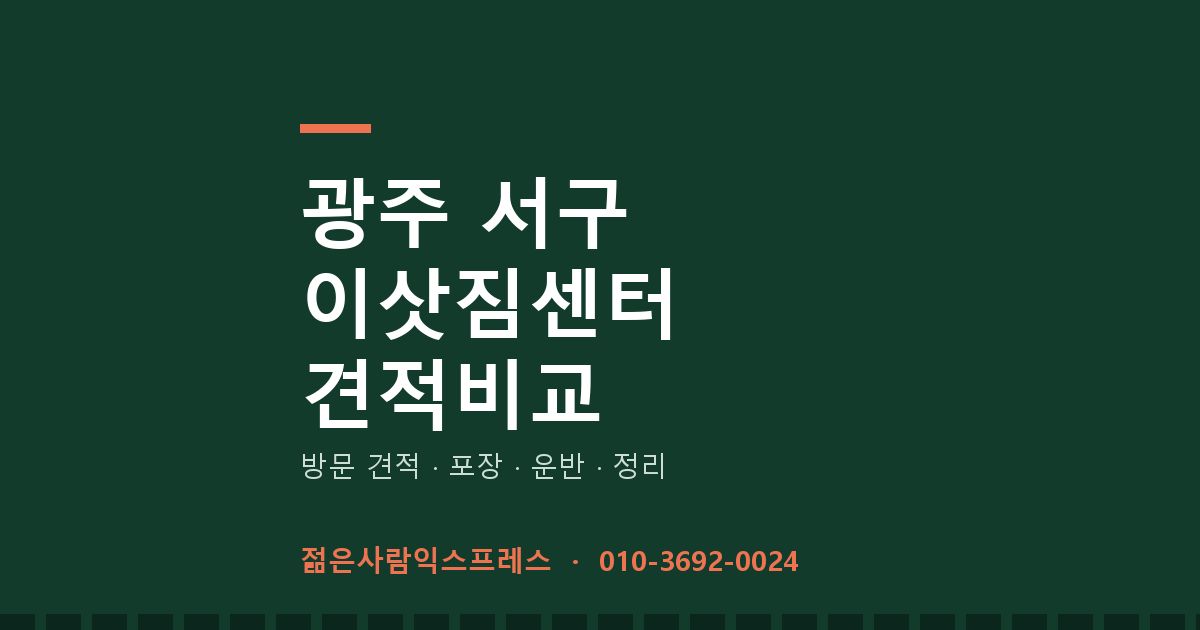 광주 서구
이삿짐센터
견적비교
방문 견적 · 포장 · 운반 · 정리
젊은사람익스프레스 · 010-3692-0024